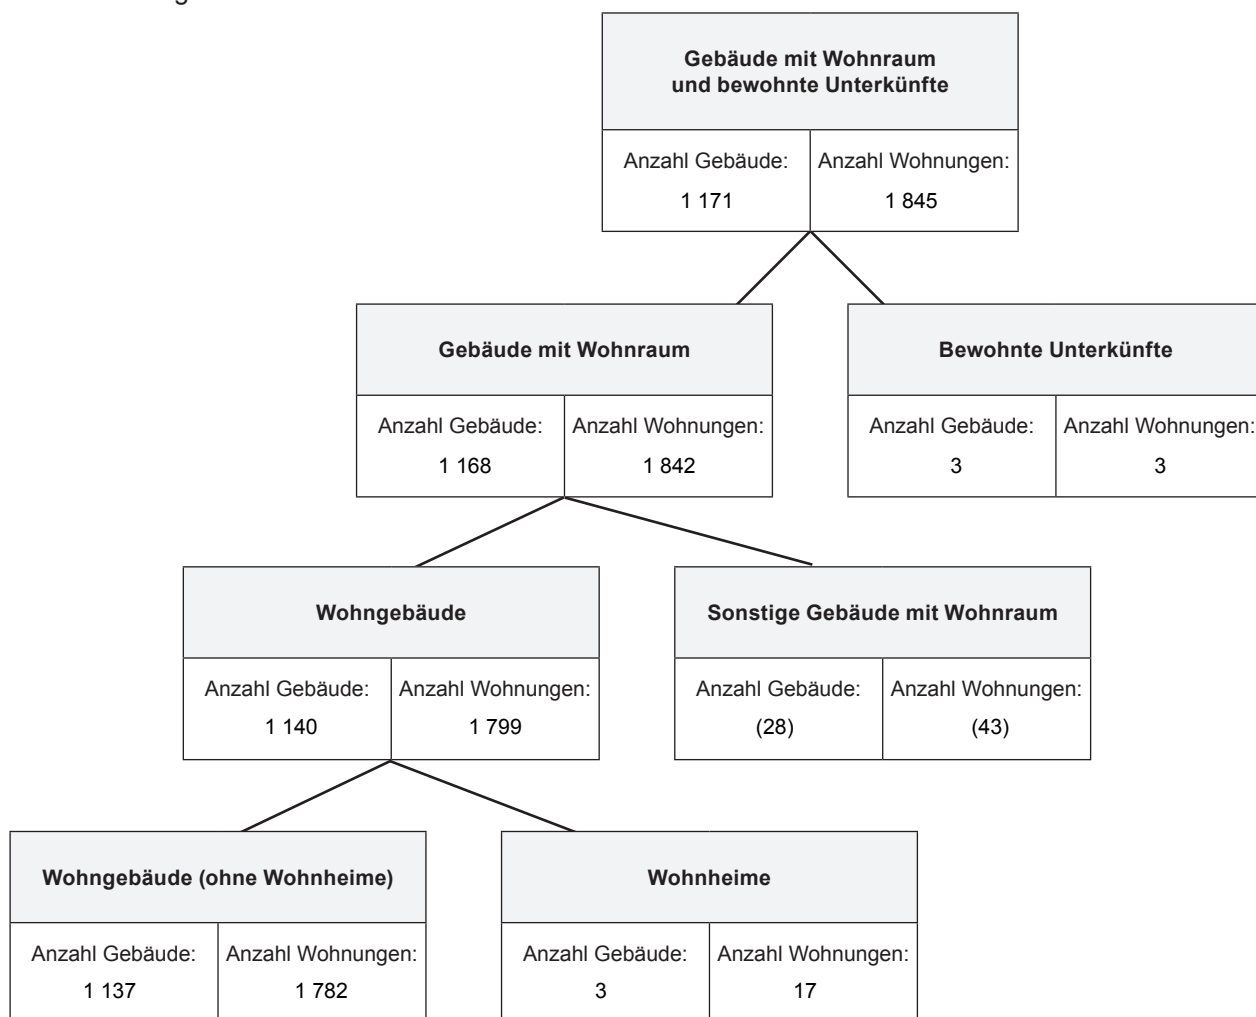 Gebäude mit Wohnraum
und bewohnte Unterkünfte
Anzahl Gebäude: Anzahl Wohnungen:
1 171 1 845
Gebäude mit Wohnraum
Anzahl Gebäude: Anzahl Wohnungen:
1 168 1 842
Bewohnte Unterkünfte
Anzahl Gebäude: Anzahl Wohnungen:
3 3
Wohngebäude
Anzahl Gebäude: Anzahl Wohnungen:
1 140 1 799
Sonstige Gebäude mit Wohnraum
Anzahl Gebäude: Anzahl Wohnungen:
(28) (43)
Wohngebäude (ohne Wohnheime)
Anzahl Gebäude: Anzahl Wohnungen:
1 137 1 782
Wohnheime
Anzahl Gebäude: Anzahl Wohnungen:
3 17